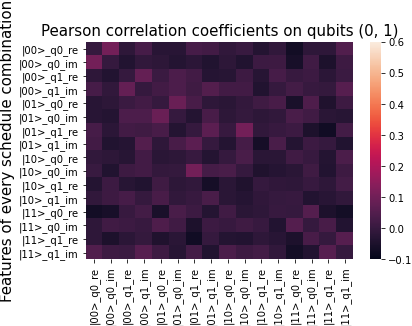 Pearson correlation coefficients on qubits (0, 1)
Features of every schedule combination
|00>_q0_re
|00>_q0_im
|00>_q1_re
|00>_q1_im
|01>_q0_re
|01>_q0_im
|01>_q1_re
|01>_q1_im
|10>_q0_re
|10>_q0_im
|10>_q1_re
|10>_q1_im
|11>_q0_re
|11>_q0_im
|11>_q1_re
|11>_q1_im
|00>_q0_re
00>_q0_im
|00>_q1_re
00>_q1_im
|01>_q0_re
01>_q0_im
|01>_q1_re
01>_q1_im
|10>_q0_re
10>_q0_im
|10>_q1_re
10>_q1_im
|11>_q0_re
11>_q0_im
|11>_q1_re
11>_q1_im
0.6
0.5
0.4
0.3
0.2
0.1
0.0
−0.1